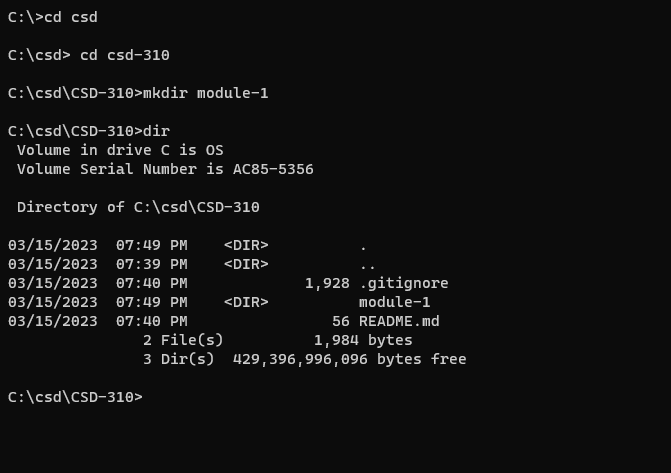 C:\>cd csd
C:\csd> cd csd-310
C:\csd\CSD-310>mkdir module-1
C:\csd\CSD-310>dir
 Volume in drive C is OS
 Volume Serial Number is AC85-5356
 Directory of C:\csd\CSD-310
03/15/2023  07:49 PM    <DIR>          .
03/15/2023  07:39 PM    <DIR>          ..
03/15/2023  07:40 PM             1,928 .gitignore
03/15/2023  07:49 PM    <DIR>          module-1
03/15/2023  07:40 PM                56 README.md
               2 File(s)          1,984 bytes
               3 Dir(s)  429,396,996,096 bytes free
C:\csd\CSD-310>